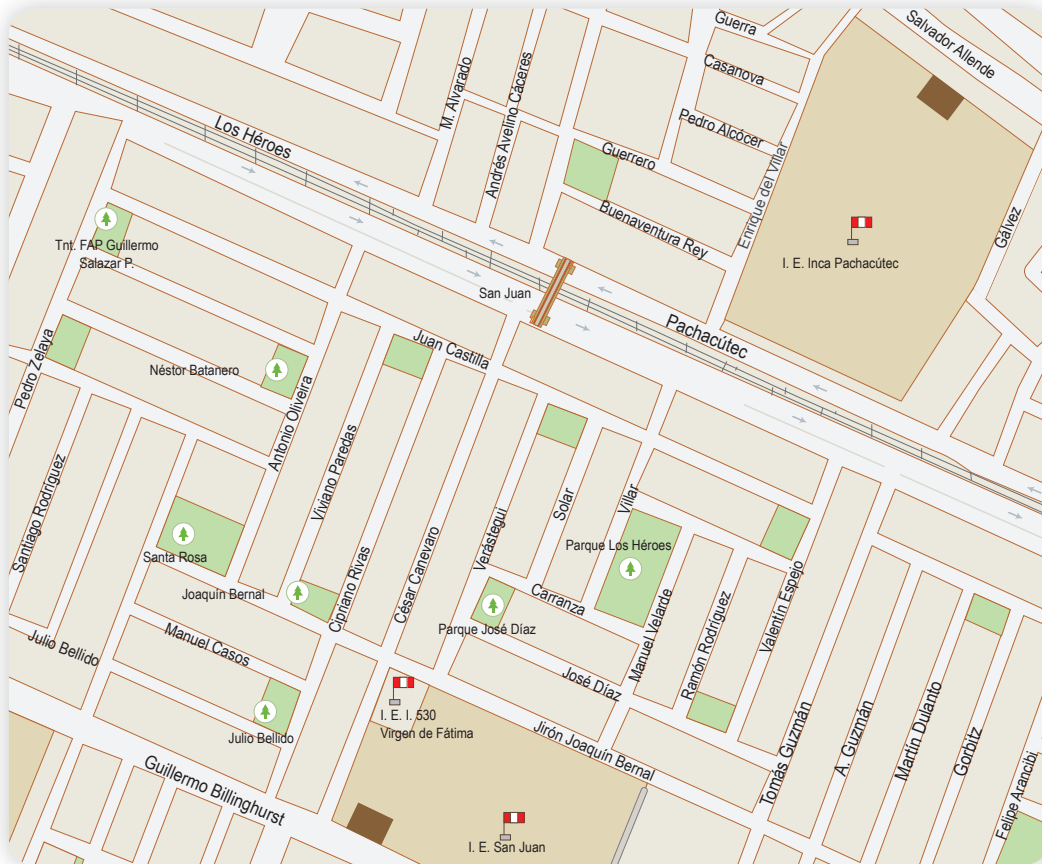 Guerra
Salvador Allende
Casanova
M. Alvarado
Andrés Avelino Cáceres
Los Héroes
Pedro Alcócer
Guerrero
Enrique del Villar
Buenaventura Rey
Gálvez
Tnt. FAP Guillermo
Salazar P.
I. E. Inca Pachacútec
San Juan
Pachacútec
Juan Castilla
Pedro Zelaya
Néstor Batanero
Antonio Oliveira
Viviano Paredas
Santiago Rodríguez
Solar
Villar
Verástegui
Santa Rosa
Parque Los Héroes
Cipriano Rivas
César Canevaro
Joaquín Bernal
Carranza
Valentín Espejo
Manuel Velarde
Ramón Rodríguez
Parque José Díaz
Julio Bellido
Manuel Casos
José Díaz
I. E. I. 530
Virgen de Fátima
Julio Bellido
Jirón Joaquín Bernal
Tomás Guzmán
A. Guzmán
Martín Dulanto
Gorbitz
Felipe Arancibi
Guillermo Billinghurst
I. E. San Juan